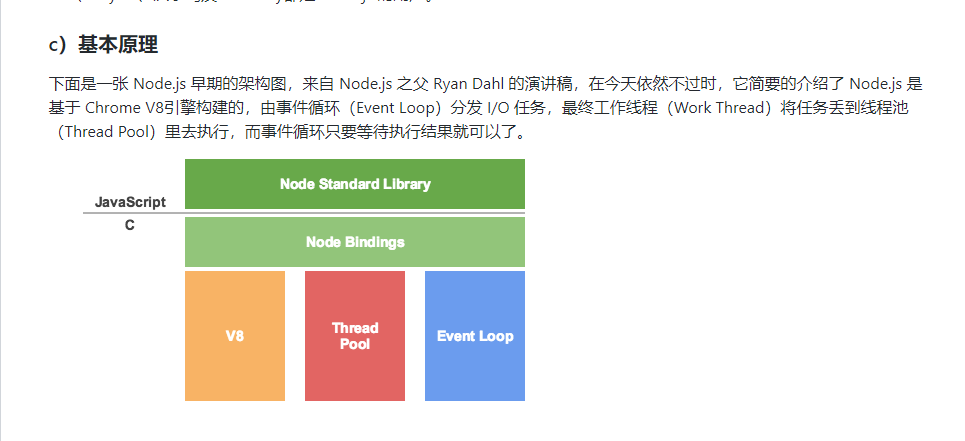 c）基本原理
下面是一张 Node.js 早期的架构图，来自 Node.js 之父 Ryan Dahl 的演讲稿，在今天依然不过时，它简要的介绍了 Node.js 是
基于 Chrome V8引擎构建的，由事件循环（Event Loop）分发 I/O 任务，最终工作线程（Work Thread）将任务丢到线程池
（Thread Pool）里去执行，而事件循环只要等待执行结果就可以了。
Node Standard Library
JavaScript
C
Node Bindings
V8
Thread
Pool
Event Loop